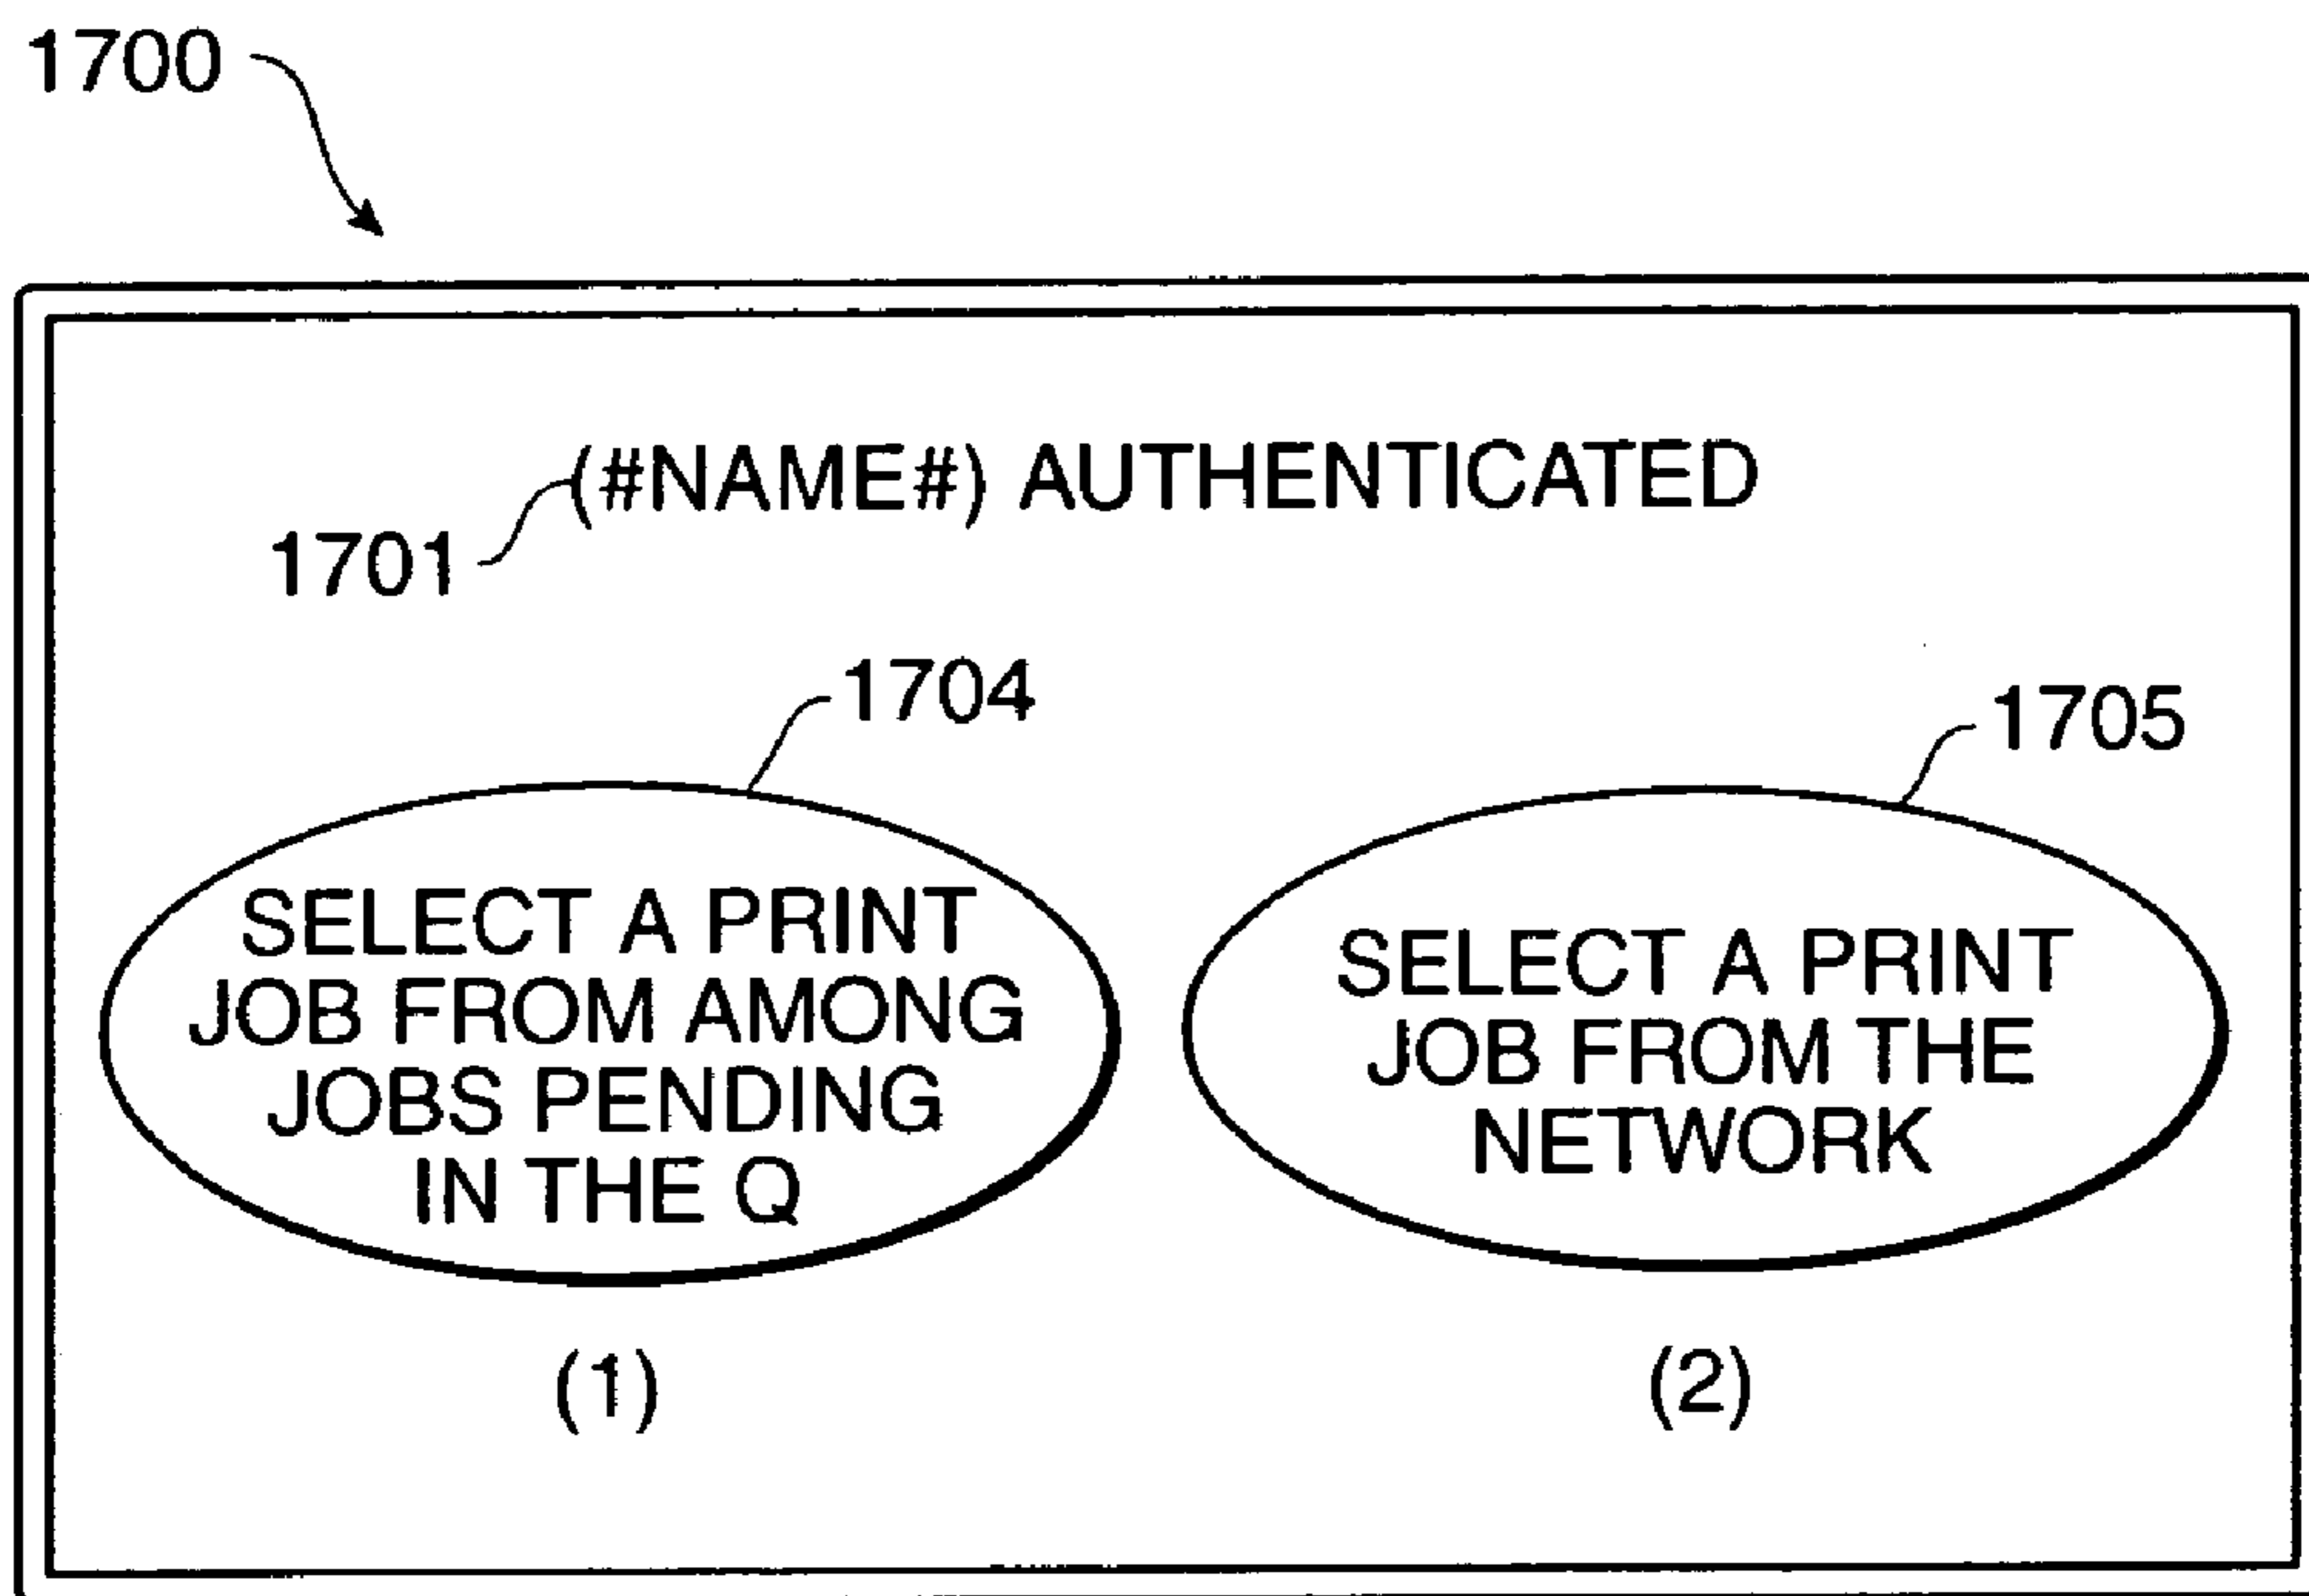 1700
(#NAME#) AUTHENTICATED
1701
1704
1705
SELECT A PRINT
JOB FROM AMONG
JOBS PENDING
IN THE Q
SELECT A PRINT
JOB FROM THE
NETWORK
(1)
(2)